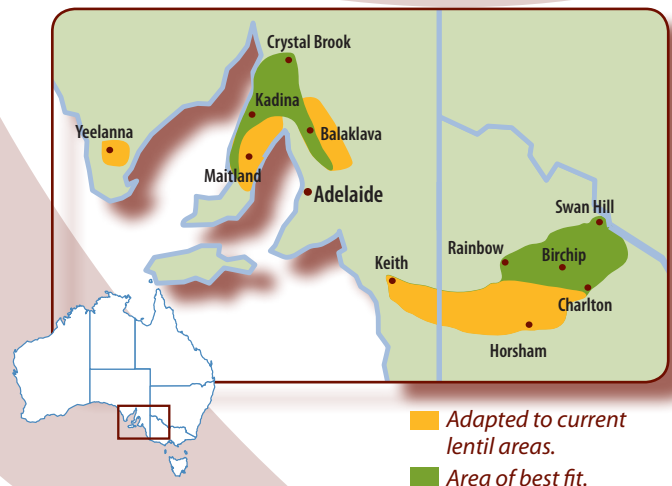 Crystal Brook
Kadina
Yeelanna
Balaklava
Maitland
Adelaide
Swan Hill
Rainbow
Birchip
Keith
Charlton
Horsham
Adapted to current
lentil areas.
Area of best fit.